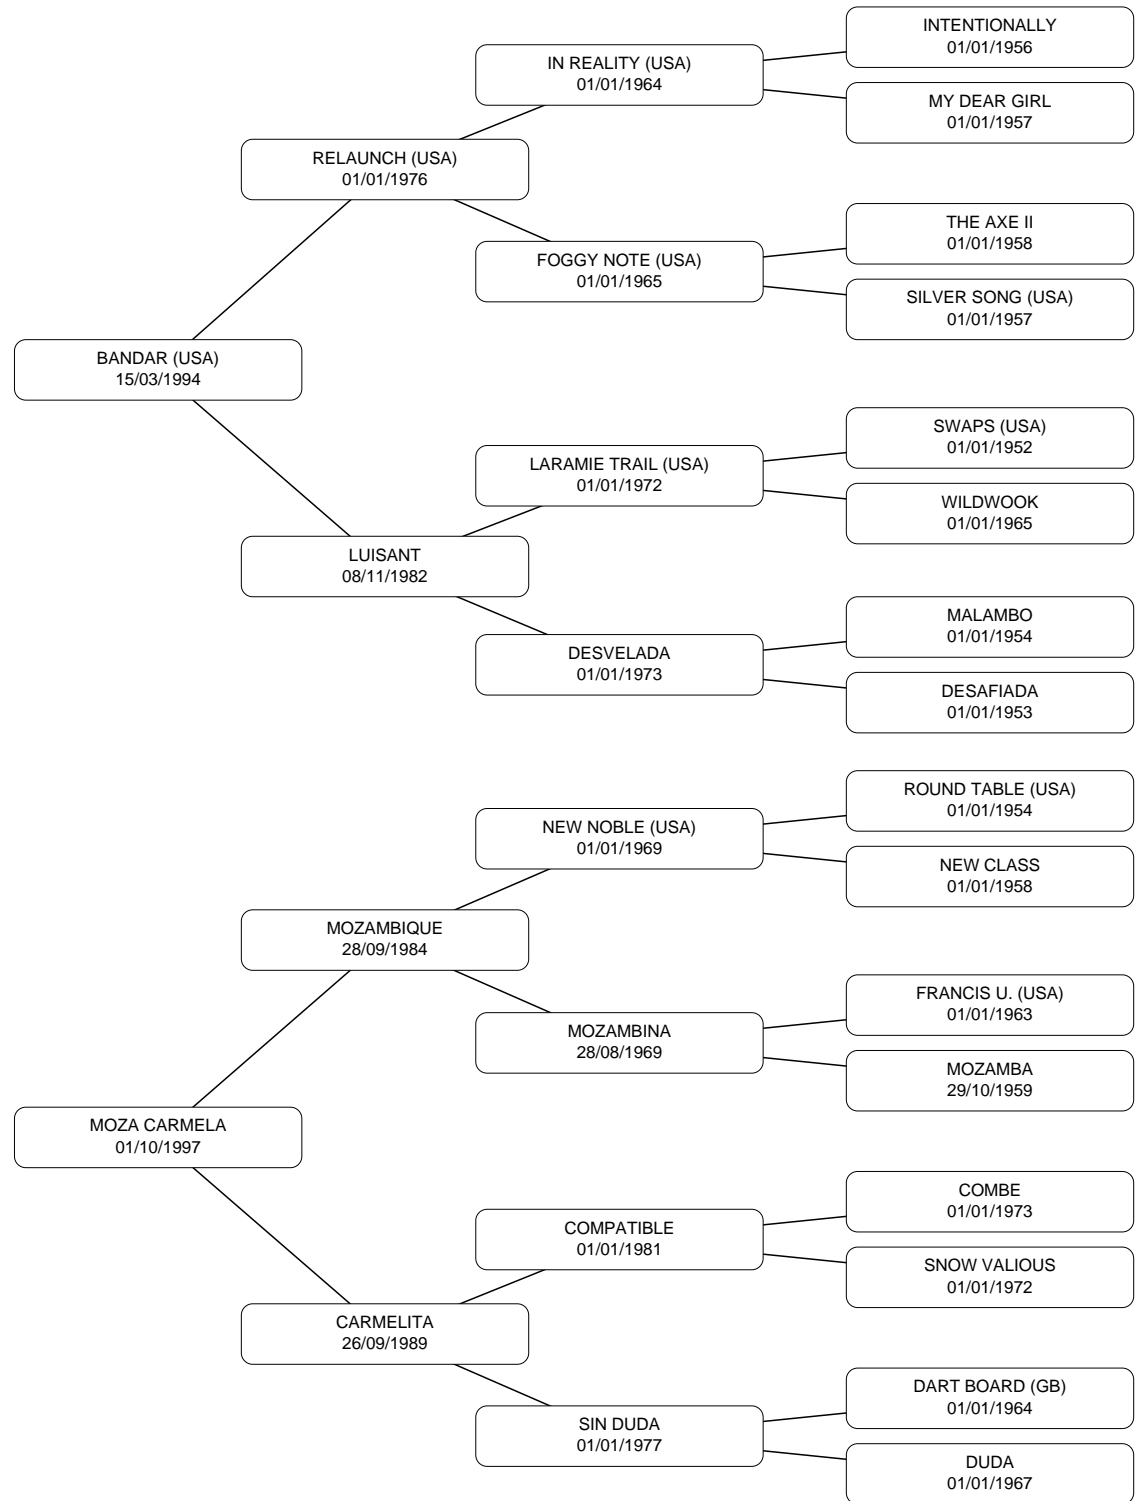 INTENTIONALLY
01/01/1956
IN REALITY (USA)
01/01/1964
MY DEAR GIRL
01/01/1957
RELAUNCH (USA)
01/01/1976
THE AXE II
01/01/1958
FOGGY NOTE (USA)
01/01/1965
SILVER SONG (USA)
01/01/1957
BANDAR (USA)
15/03/1994
SWAPS (USA)
01/01/1952
LARAMIE TRAIL (USA)
01/01/1972
WILDWOOK
01/01/1965
LUISANT
08/11/1982
MALAMBO
01/01/1954
DESVELADA
01/01/1973
DESAFIADA
01/01/1953
ROUND TABLE (USA)
01/01/1954
NEW NOBLE (USA)
01/01/1969
NEW CLASS
01/01/1958
MOZAMBIQUE
28/09/1984
FRANCIS U. (USA)
01/01/1963
MOZAMBINA
28/08/1969
MOZAMBA
29/10/1959
MOZA CARMELA
01/10/1997
COMBE
01/01/1973
COMPATIBLE
01/01/1981
SNOW VALIOUS
01/01/1972
CARMELITA
26/09/1989
DART BOARD (GB)
01/01/1964
SIN DUDA
01/01/1977
DUDA
01/01/1967